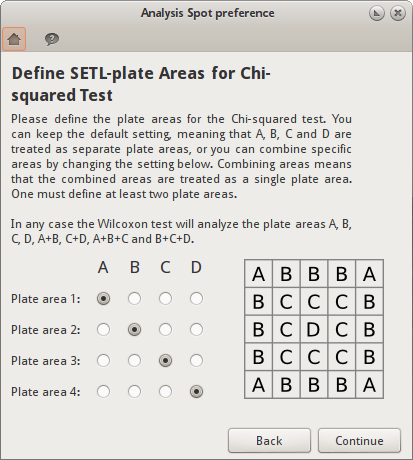 Analysis Spot preference
?
Define SETL-plate Areas for Chi-
squared Test
Please define the plate areas for the Chi-squared test. You
can keep the default setting, meaning that A, B, C and D are
treated as separate plate areas, or you can combine specific
areas by changing the setting below. Combining areas means
that the combined areas are treated as a single plate area.
One must define at least two plate areas.
In any case the Wilcoxon test will analyze the plate areas A, B,
C, D, A+B, C+D, A+B+C and B+C+D.
A B C D
Plate area 1:
Plate area 2:
Plate area 3:
Plate area 4:
A B B B A
B C C C B
B C D C B
B C C C B
A B B B A
Back Continue